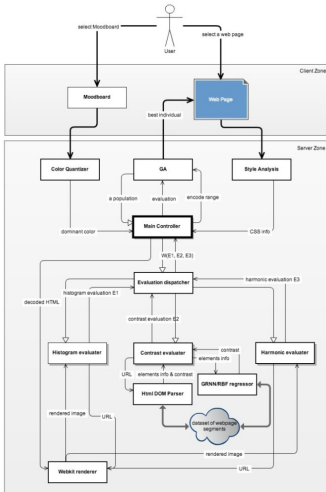 select Moodboard
select a web page
User
Client Zone
Moodboard
Web Page
best individual
Server Zone
Color Quantizer
GA
Style Analysis
a population
evaluation
encode range
Main Controller
dominant color
CSS info
W(E1, E2, E3)
Evaluation dispatcher
harmonic evaluation E3
histogram evaluation E1
decoded HTML
contrast evaluation E2
Histogram evaluater
Contrast evaluater
contrast
Harmonic evaluater
elements info
URL
elements info & contrast
GRNN/RBF regressor
Html DOM Parser
dataset of webpage
segments
rendered image
URL
rendered image
Webkit renderer
URL